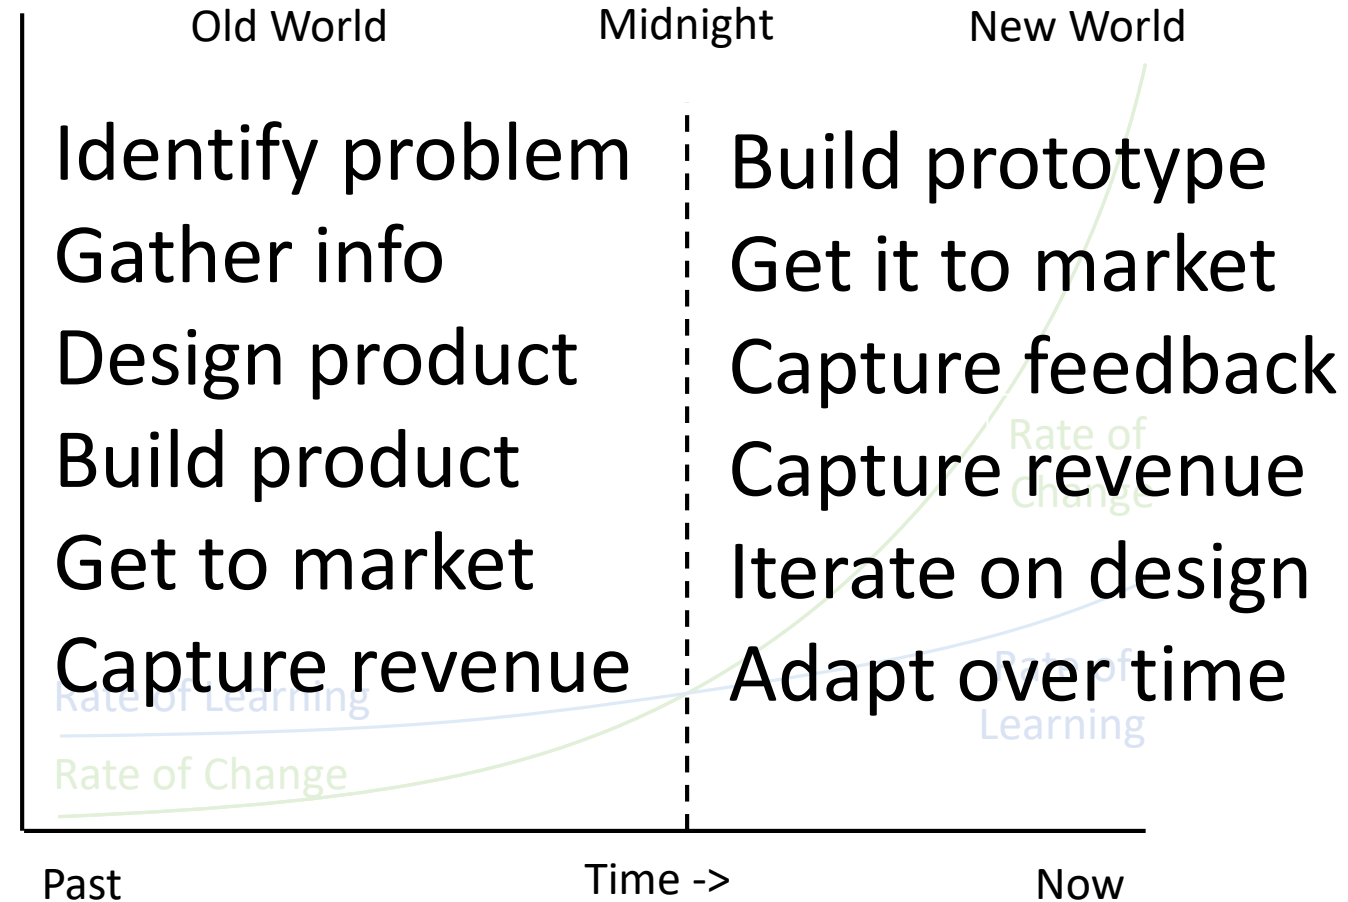 Old World
Midnight
New World
Identify problem
Gather info
Design product
Build product
Get to market
Capture revenue
Rate of Learning
Rate of Change
Build prototype
Get it to market
Capture feedback
Rate of
Change
Capture revenue
Iterate on design
Adapt over time
Rate of
Learning
Past
Time ->
Now